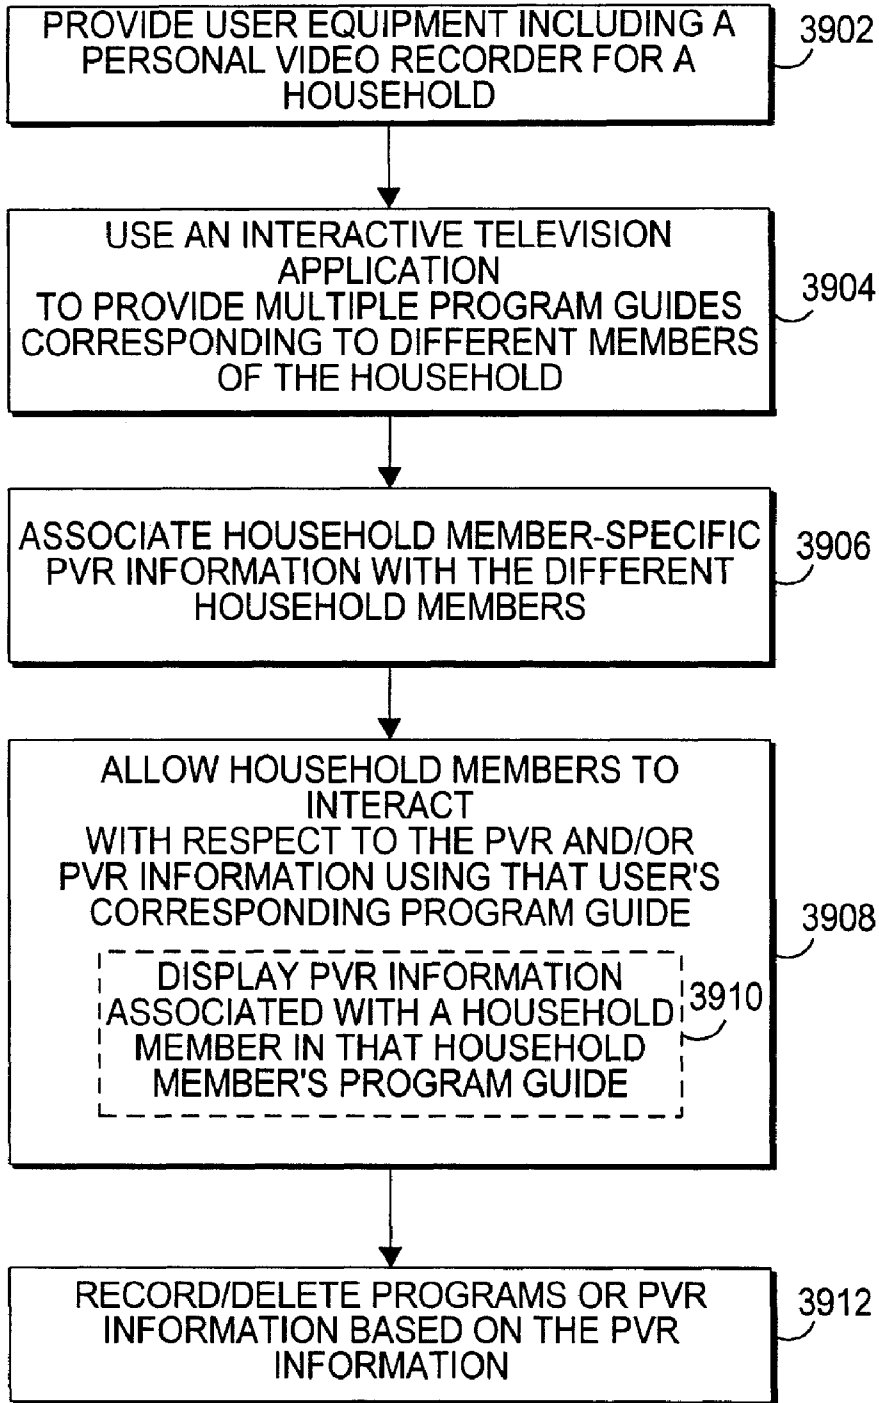 PROVIDE USER EQUIPMENT INCLUDING A
PERSONAL VIDEO RECORDER FOR A
HOUSEHOLD
3902
USE AN INTERACTIVE TELEVISION
APPLICATION
TO PROVIDE MULTIPLE PROGRAM GUIDES
CORRESPONDING TO DIFFERENT MEMBERS
OF THE HOUSEHOLD
3904
ASSOCIATE HOUSEHOLD MEMBER-SPECIFIC
PVR INFORMATION WITH THE DIFFERENT
HOUSEHOLD MEMBERS
3906
ALLOW HOUSEHOLD MEMBERS TO
INTERACT
WITH RESPECT TO THE PVR AND/OR
PVR INFORMATION USING THAT USER'S
CORRESPONDING PROGRAM GUIDE
3908
DISPLAY PVR INFORMATION
ASSOCIATED WITH A HOUSEHOLD
MEMBER IN THAT HOUSEHOLD
MEMBER'S PROGRAM GUIDE
3910
RECORD/DELETE PROGRAMS OR PVR
INFORMATION BASED ON THE PVR
INFORMATION
3912